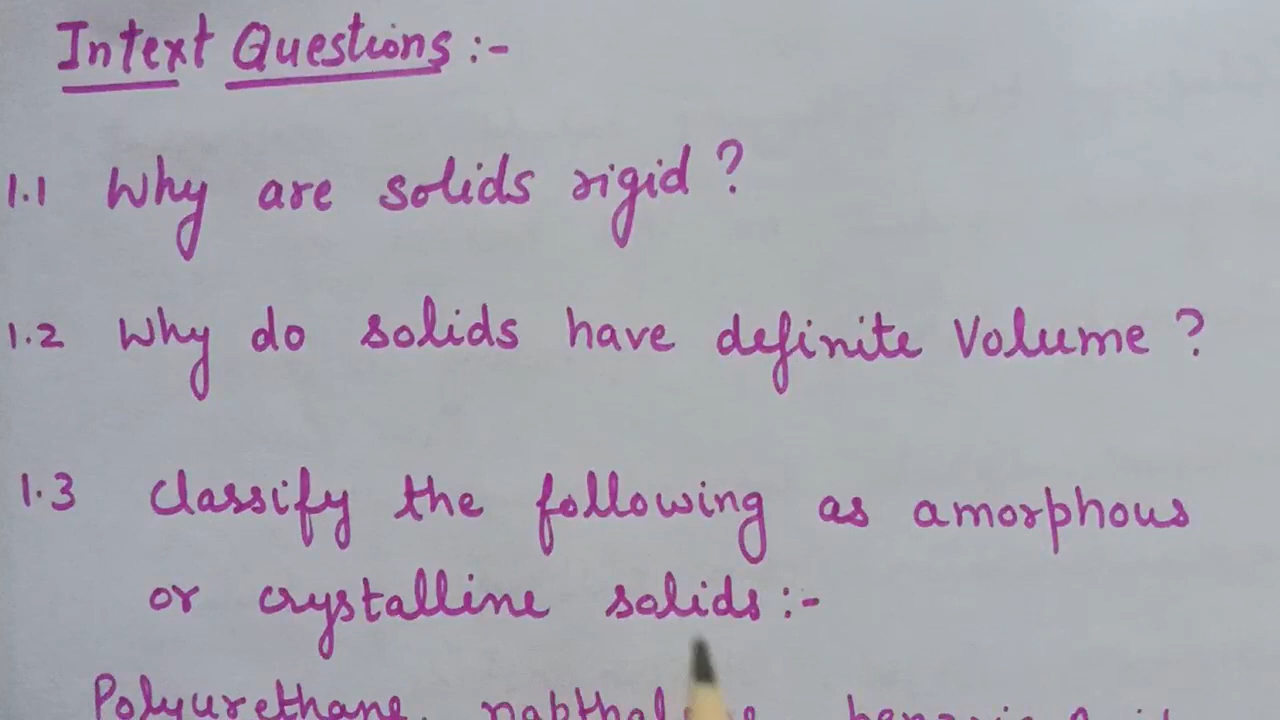 Intext Questions :-
1.1 Why are solids rigid ?
1.2 Why do solids have definite Volume ?
1.3 Classify the following as amorphous
or crystalline solids :-
Polyurethane,